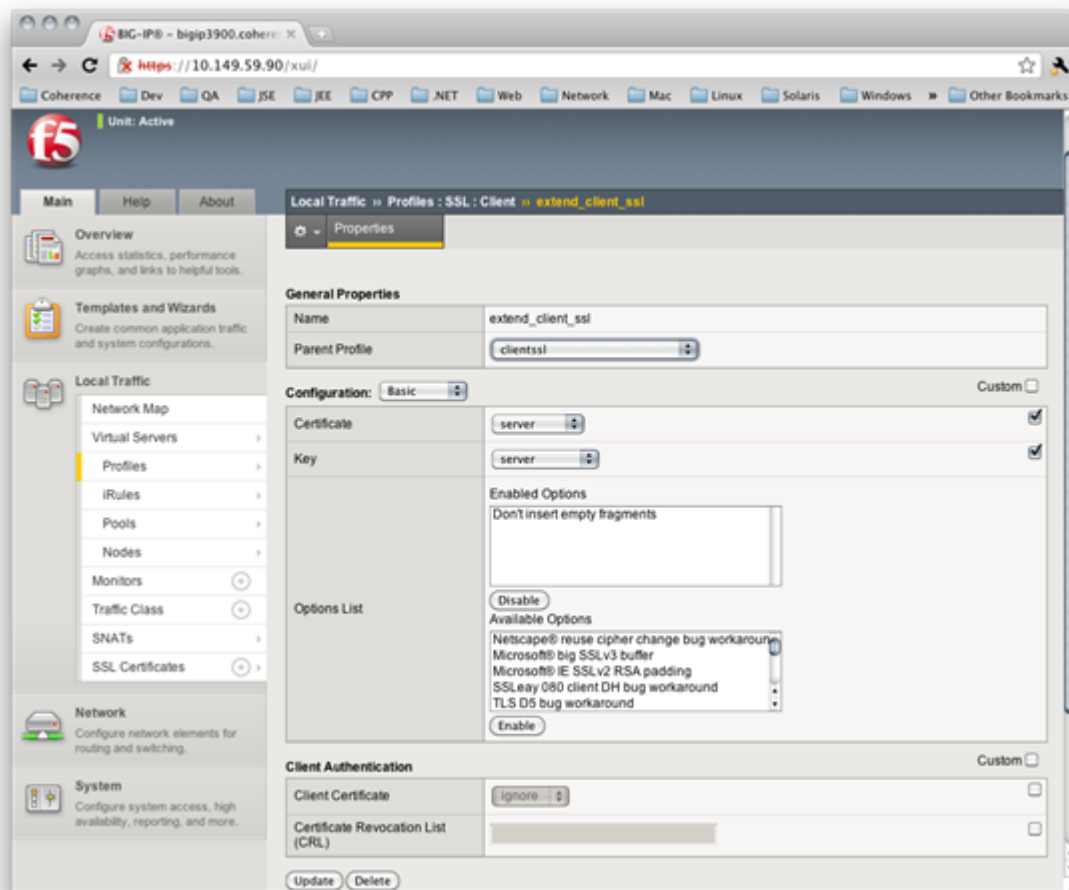 BIG-IP® – bigip3900.cohere
https://10.149.59.90/xui/
Coherence Dev QA JSE JEE CPP .NET Web Network Mac Linux Solaris Windows » Other Bookmarks
f5
Unit: Active
Main Help About
Local Traffic » Profiles : SSL : Client » extend_client_ssl
Properties
Overview
Access statistics, performance
graphs, and links to helpful tools.
Templates and Wizards
Create common application traffic
and system configurations.
Local Traffic
Network Map
Virtual Servers
Profiles
iRules
Pools
Nodes
Monitors
Traffic Class
SNATs
SSL Certificates
Network
Configure network elements for
routing and switching.
System
Configure system access, high
availability, reporting, and more.
General Properties
Name extend_client_ssl
Parent Profile clientssl
Configuration: Basic Custom
Certificate server
Key server
Options List
Enabled Options
Don't insert empty fragments
Disable
Available Options
Netscape® reuse cipher change bug workaroun
Microsoft® big SSLv3 buffer
Microsoft® IE SSLv2 RSA padding
SSLeay 080 client DH bug workaround
TLS D5 bug workaround
Enable
Client Authentication Custom
Client Certificate ignore
Certificate Revocation List
(CRL)
Update Delete